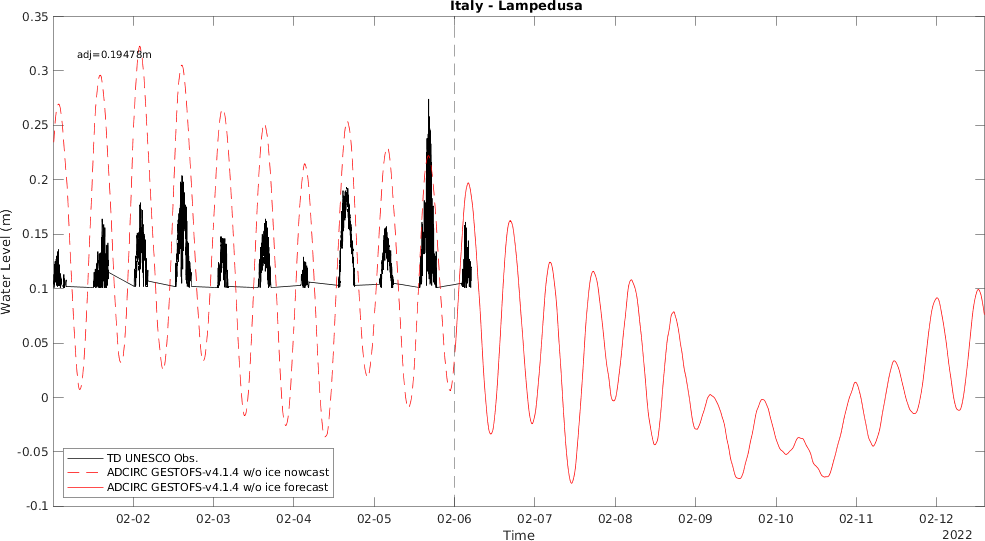 Italy - Lampedusa
0.35
adj=0.19478m
0.3
0.25
0.2
0.15
0.1
0.05
0
-0.05
-0.1
Water Level (m)
TD UNESCO Obs.
ADCIRC GESTOFS-v4.1.4 w/o ice nowcast
ADCIRC GESTOFS-v4.1.4 w/o ice forecast
02-02 02-03 02-04 02-05 02-06 02-07 02-08 02-09 02-10 02-11 02-12
Time
2022